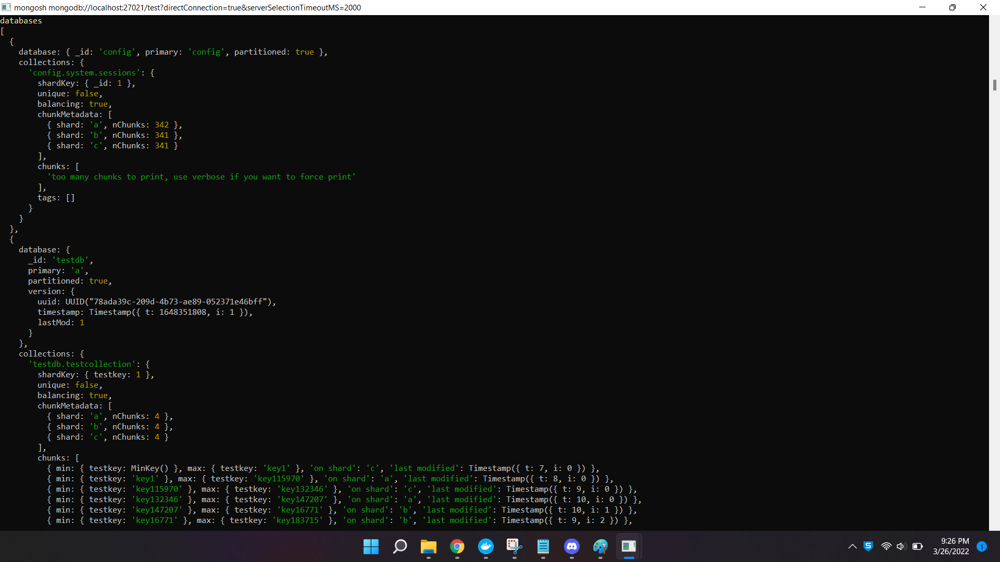 mongosh mongodb://localhost:27021/test?directConnection=true&serverSelectionTimeoutMS=2000
databases
[
  {
    database: { _id: 'config', primary: 'config', partitioned: true },
    collections: {
      'config.system.sessions': {
        shardKey: { _id: 1 },
        unique: false,
        balancing: true,
        chunkMetadata: [
          { shard: 'a', nChunks: 342 },
          { shard: 'b', nChunks: 341 },
          { shard: 'c', nChunks: 341 }
        ],
        chunks: [
          'too many chunks to print, use verbose if you want to force print'
        ],
        tags: []
      }
    }
  },
  {
    database: {
      _id: 'testdb',
      primary: 'a',
      partitioned: true,
      version: {
        uuid: UUID("78ada39c-209d-4b73-ae89-052371e46bff"),
        timestamp: Timestamp({ t: 1648351808, i: 1 }),
        lastMod: 1
      }
    },
    collections: {
      'testdb.testcollection': {
        shardKey: { testkey: 1 },
        unique: false,
        balancing: true,
        chunkMetadata: [
          { shard: 'a', nChunks: 4 },
          { shard: 'b', nChunks: 4 },
          { shard: 'c', nChunks: 4 }
        ],
        chunks: [
          { min: { testkey: MinKey() }, max: { testkey: 'key1' }, 'on shard': 'c', 'last modified': Timestamp({ t: 7, i: 0 }) },
          { min: { testkey: 'key1' }, max: { testkey: 'key115970' }, 'on shard': 'a', 'last modified': Timestamp({ t: 8, i: 0 }) },
          { min: { testkey: 'key115970' }, max: { testkey: 'key132346' }, 'on shard': 'c', 'last modified': Timestamp({ t: 9, i: 0 }) },
          { min: { testkey: 'key132346' }, max: { testkey: 'key147207' }, 'on shard': 'a', 'last modified': Timestamp({ t: 10, i: 0 }) },
          { min: { testkey: 'key147207' }, max: { testkey: 'key16771' }, 'on shard': 'b', 'last modified': Timestamp({ t: 10, i: 1 }) },
          { min: { testkey: 'key16771' }, max: { testkey: 'key183715' }, 'on shard': 'b', 'last modified': Timestamp({ t: 9, i: 2 }) },
S
9:26 PM
3/26/2022
1